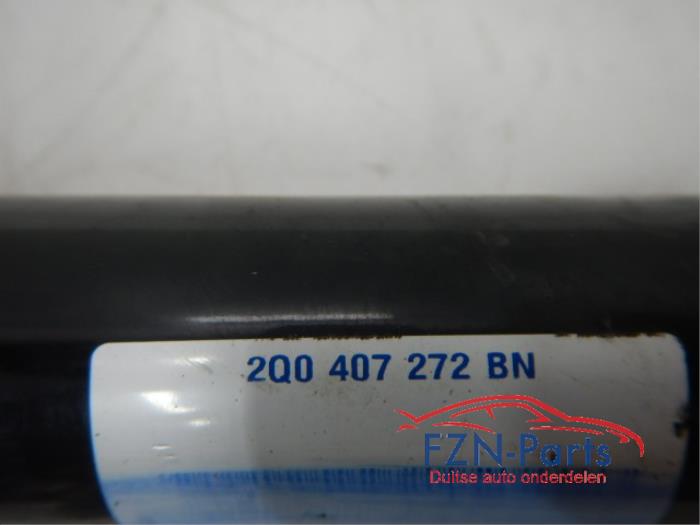 2Q0 407 272 BN
FZN-Parts
Duitse auto onderdelen